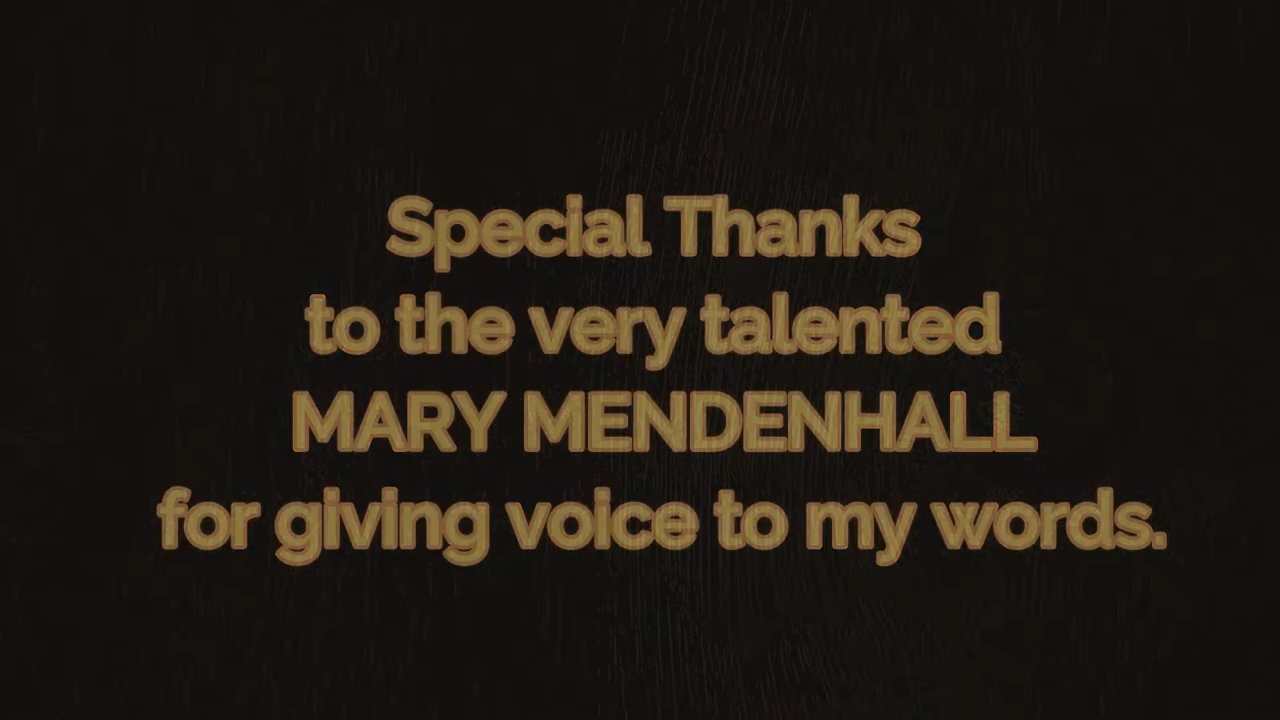 Special Thanks
to the very talented
MARY MENDENHALL
for giving voice to my words.